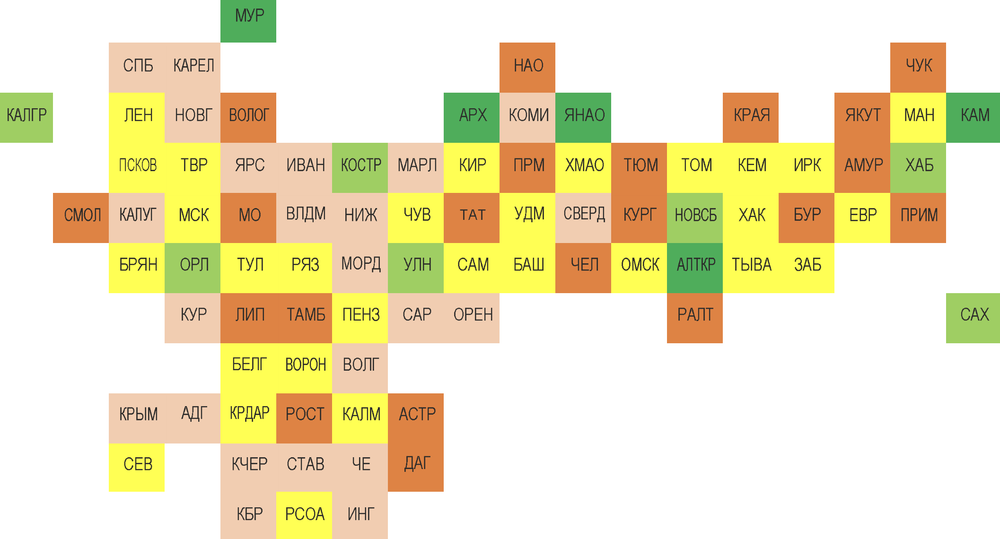 МУР
СПБ КАРЕЛ НАО ЧУК
КАЛГР ЛЕН НОВГ ВОЛОГ АРХ КОМИ ЯНАО КРАЯ ЯКУТ МАН КАМ
ПСКОВ ТВР ЯРС ИВАН КОСТР МАРЛ КИР ПРМ ХМАО ТЮМ ТОМ КЕМ ИРК АМУР ХАБ
СМОЛ КАЛУГ МСК МО ВЛДМ НИЖ ЧУВ ТАТ УДМ СВЕРД КУРГ НОВСБ ХАК БУР ЕВР ПРИМ
БРЯН ОРЛ ТУЛ РЯЗ МОРД УЛН САМ БАШ ЧЕЛ ОМСК АЛТКР ТЫВА ЗАБ
КУР ЛИП ТАМБ ПЕНЗ САР ОРЕН РАЛТ САХ
БЕЛГ ВОРОН ВОЛГ
КРЫМ АДГ КРДАР РОСТ КАЛМ АСТР
СЕВ КЧЕР СТАВ ЧЕ ДАГ
КБР РСОА ИНГ